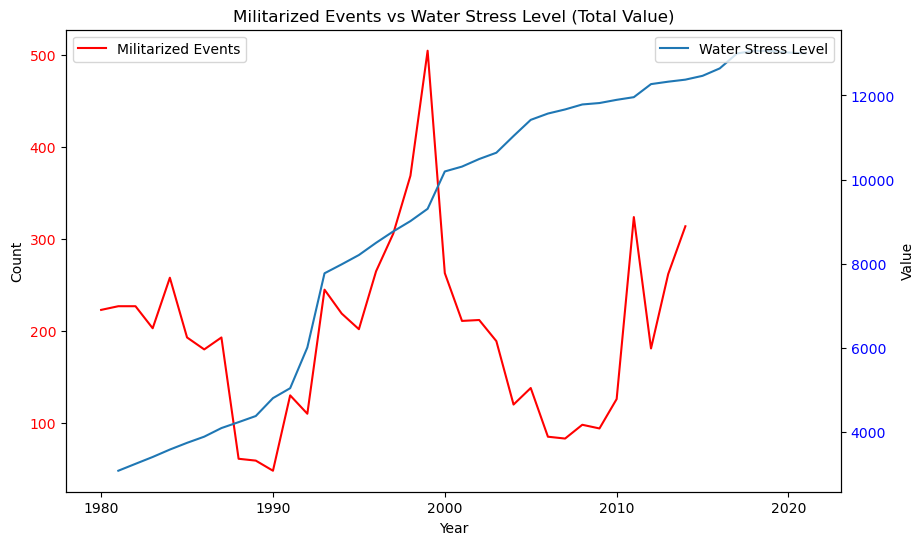 Militarized Events vs Water Stress Level (Total Value)
Militarized Events
Water Stress Level
500
400
300
200
100
Count
12000
10000
8000
6000
4000
Value
1980
1990
2000
2010
2020
Year